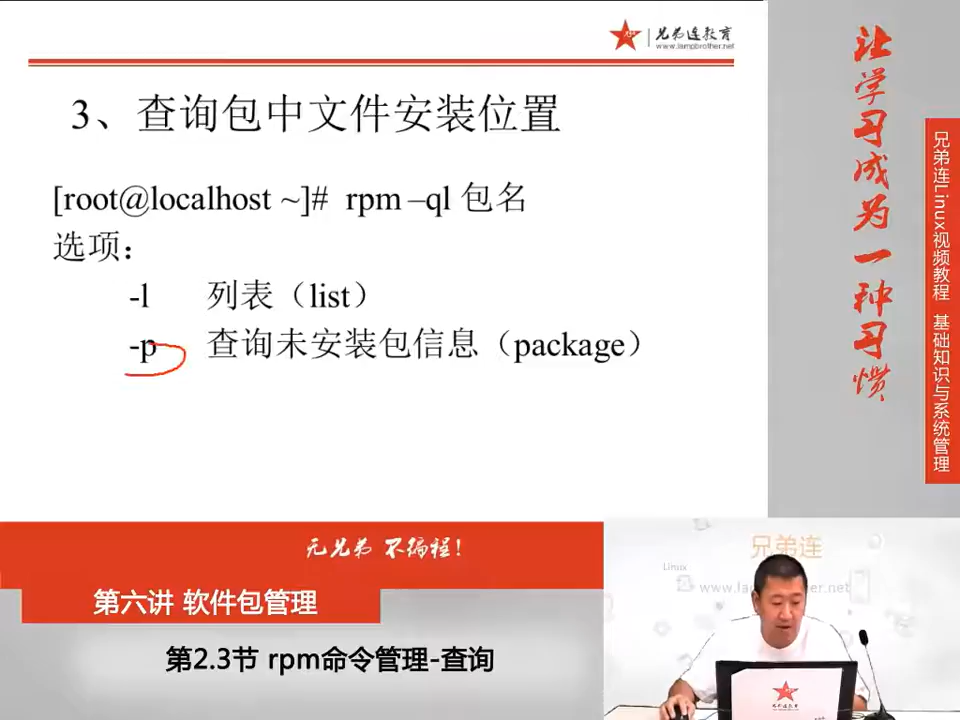 兄弟连教育
www.lampbrother.net
3、查询包中文件安装位置
[root@localhost ~]# rpm –ql 包名
选项：
-l 列表（list）
-p 查询未安装包信息（package）
让学习成为一种习惯
兄弟连Linux视频教程 基础知识与系统管理
无兄弟 不编程！
第六讲 软件包管理
第2.3节 rpm命令管理-查询
兄弟连
Linux